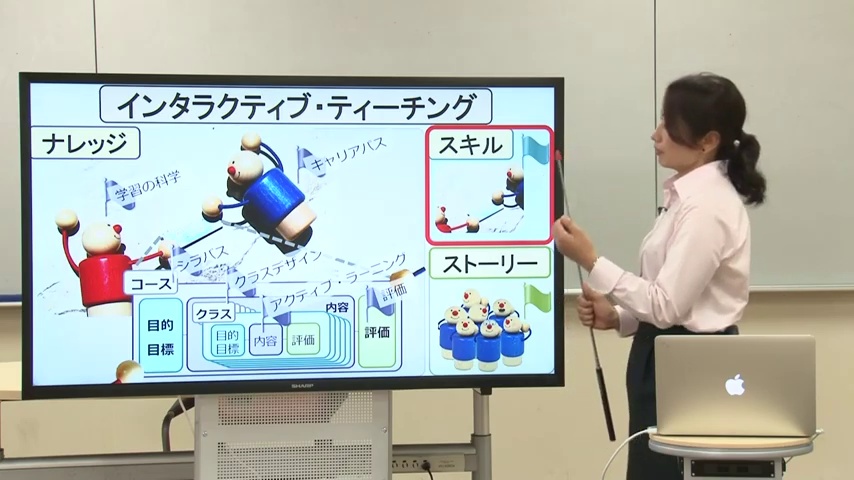 インタラクティブ・ティーチング
ナレッジ
スキル
学習の科学
キャリアパス
シラバス
クラスデザイン
アクティブ・ラーニング
評価
ストーリー
コース
目的
目標
クラス
目的
目標
内容
評価
内容
評価
SHARP